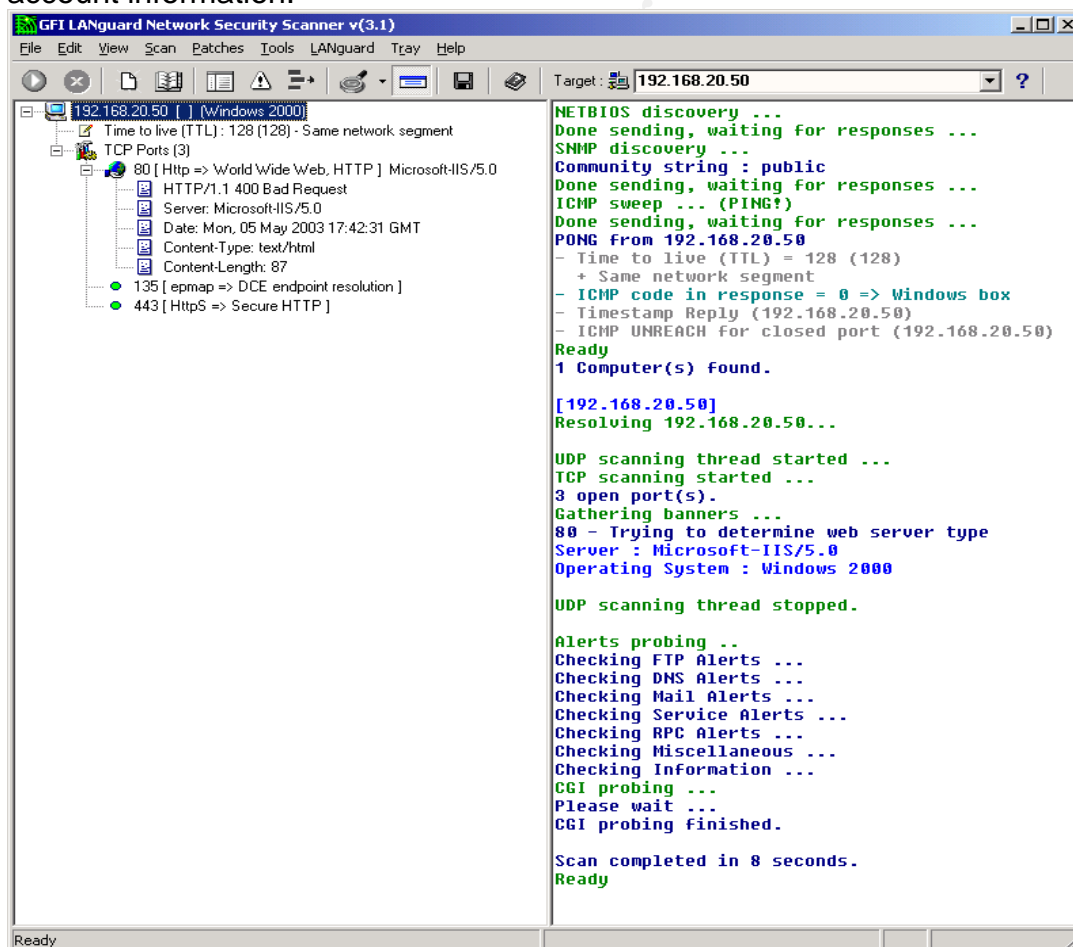 account information.
GFI LANguard Network Security Scanner v(3.1)
File Edit View Scan Patches Tools LANguard Tray Help
Target : 192.168.20.50 ?
192.168.20.50 [ ] (Windows 2000)
Time to live (TTL) : 128 (128) - Same network segment
TCP Ports (3)
80 [ Http => World Wide Web, HTTP ] Microsoft-IIS/5.0
HTTP/1.1 400 Bad Request
Server: Microsoft-IIS/5.0
Date: Mon, 05 May 2003 17:42:31 GMT
Content-Type: text/html
Content-Length: 87
135 [ epmap => DCE endpoint resolution ]
443 [ HttpS => Secure HTTP ]
NETBIOS discovery ...
Done sending, waiting for responses ...
SNMP discovery ...
Community string : public
Done sending, waiting for responses ...
ICMP sweep ... (PING!)
Done sending, waiting for responses ...
PONG from 192.168.20.50
- Time to live (TTL) = 128 (128)
+ Same network segment
- ICMP code in response = 0 => Windows box
- Timestamp Reply (192.168.20.50)
- ICMP UNREACH for closed port (192.168.20.50)
Ready
1 Computer(s) found.
[192.168.20.50]
Resolving 192.168.20.50...
UDP scanning thread started ...
TCP scanning started ...
3 open port(s).
Gathering banners ...
80 - Trying to determine web server type
Server : Microsoft-IIS/5.0
Operating System : Windows 2000
UDP scanning thread stopped.
Alerts probing ..
Checking FTP Alerts ...
Checking DNS Alerts ...
Checking Mail Alerts ...
Checking Service Alerts ...
Checking RPC Alerts ...
Checking Miscellaneous ...
Checking Information ...
CGI probing ...
Please wait ...
CGI probing finished.
Scan completed in 8 seconds.
Ready
Ready